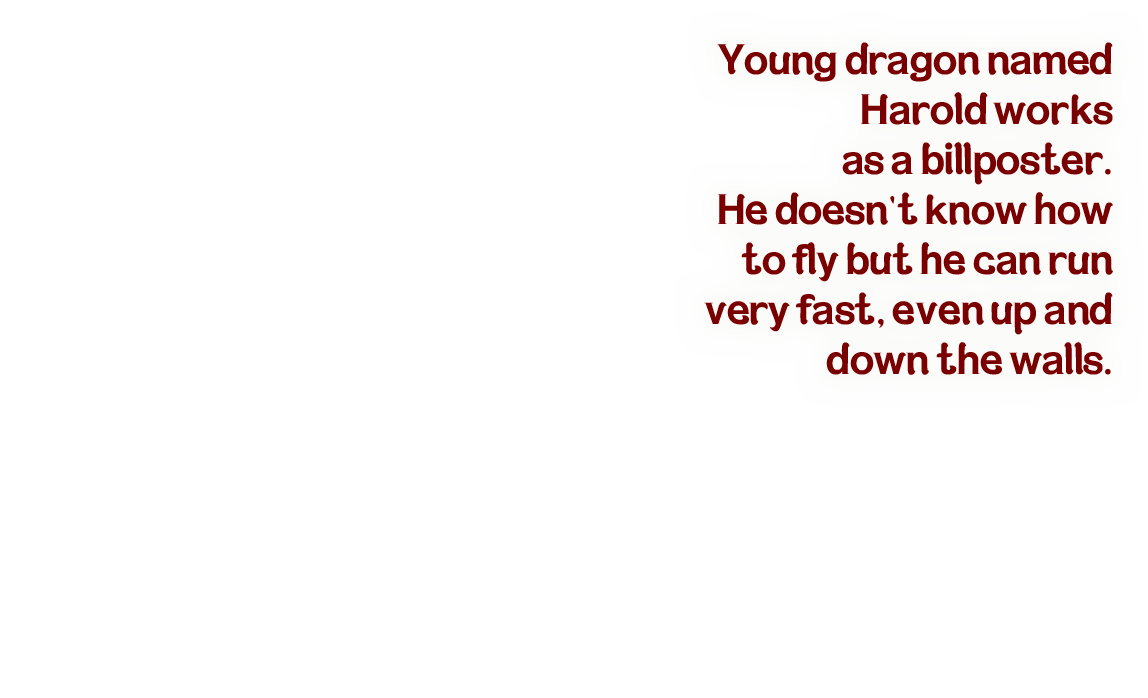 Young dragon named
Harold works
as a billposter.
He doesn't know how
to fly but he can run
very fast, even up and
down the walls.